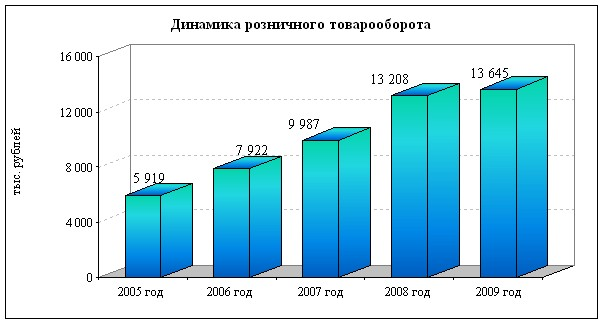 Динамика розничного товарооборота
тыс. рублей
16 000
12 000
8 000
4 000
0
5 919
7 922
9 987
13 208
13 645
2005 год
2006 год
2007 год
2008 год
2009 год